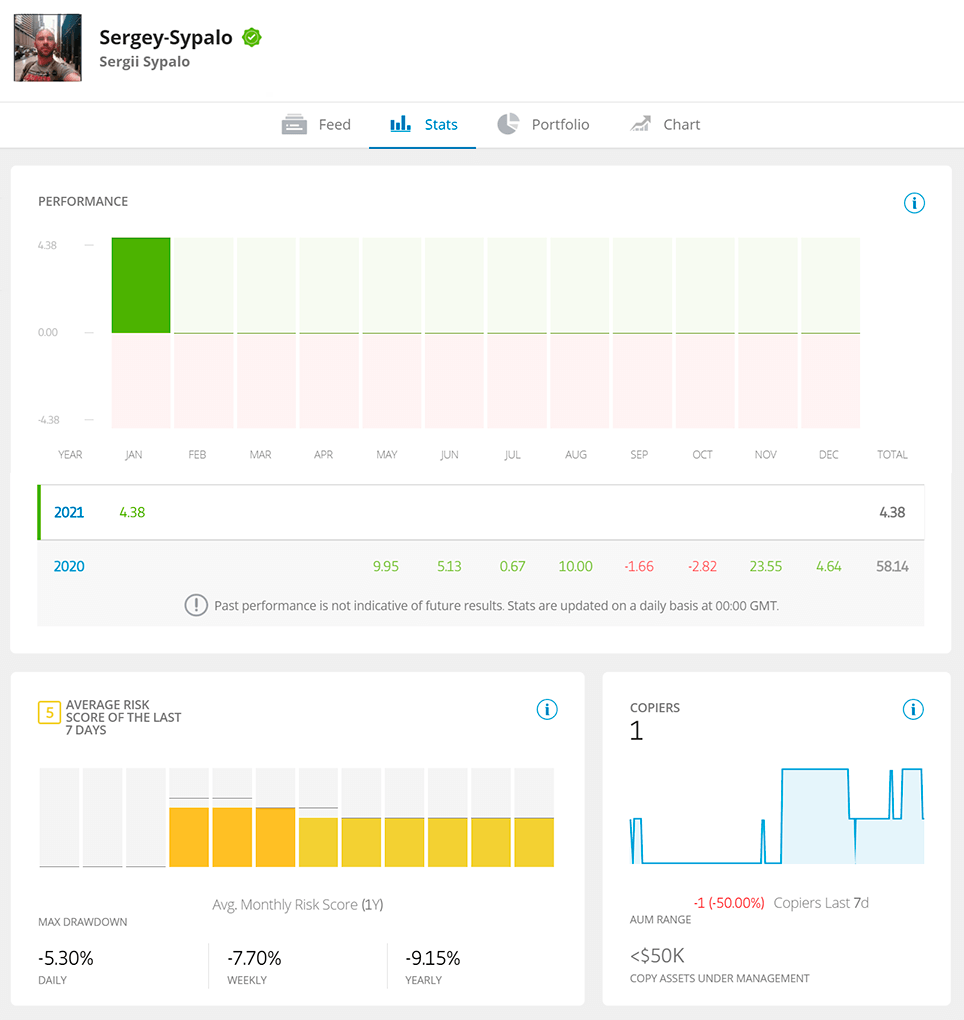 Sergey-Sypalo
Sergii Sypalo
Feed Stats Portfolio Chart
PERFORMANCE
4.38
0.00
-4.38
YEAR JAN FEB MAR APR MAY JUN JUL AUG SEP OCT NOV DEC TOTAL
2021 4.38 4.38
2020 9.95 5.13 0.67 10.00 -1.66 -2.82 23.55 4.64 58.14
Past performance is not indicative of future results. Stats are updated on a daily basis at 00:00 GMT.
5 AVERAGE RISK
SCORE OF THE LAST
7 DAYS
Avg. Monthly Risk Score (1Y)
MAX DRAWDOWN
-5.30% -7.70% -9.15%
DAILY WEEKLY YEARLY
COPIERS
1
-1 (-50.00%) Copiers Last 7d
AUM RANGE
<$50K
COPY ASSETS UNDER MANAGEMENT